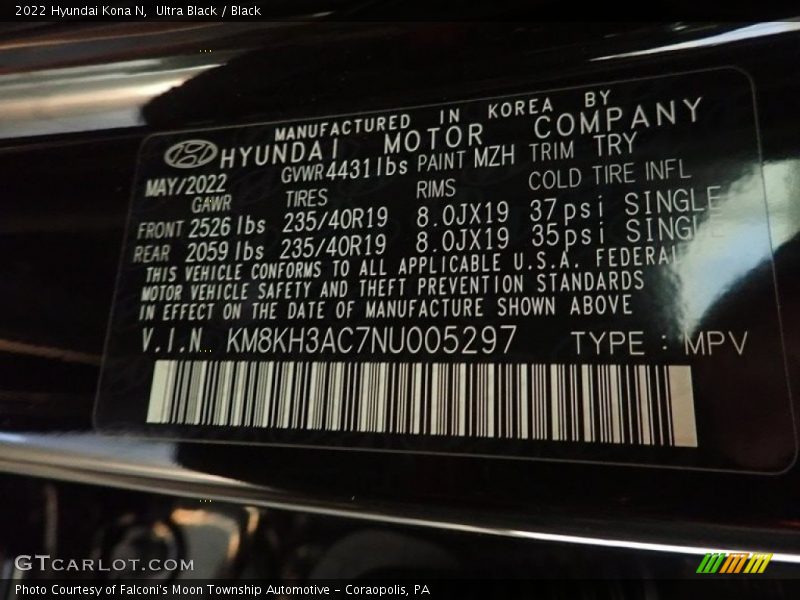 2022 Hyundai Kona N, Ultra Black / Black
MANUFACTURED IN KOREA BY
HYUNDAI MOTOR COMPANY
MAY/2022 GVWR 4431 lbs PAINT MZH TRIM TRY
GAWR TIRES RIMS COLD TIRE INFL
FRONT 2526 lbs 235/40R19 8.0JX19 37psi SINGLE
REAR 2059 lbs 235/40R19 8.0JX19 35psi SINGLE
THIS VEHICLE CONFORMS TO ALL APPLICABLE U.S.A. FEDERAL
MOTOR VEHICLE SAFETY AND THEFT PREVENTION STANDARDS
IN EFFECT ON THE DATE OF MANUFACTURE SHOWN ABOVE
V.I.N KM8KH3AC7NU005297 TYPE : MPV
GTCARLOT.COM
Photo Courtesy of Falconi's Moon Township Automotive - Coraopolis, PA